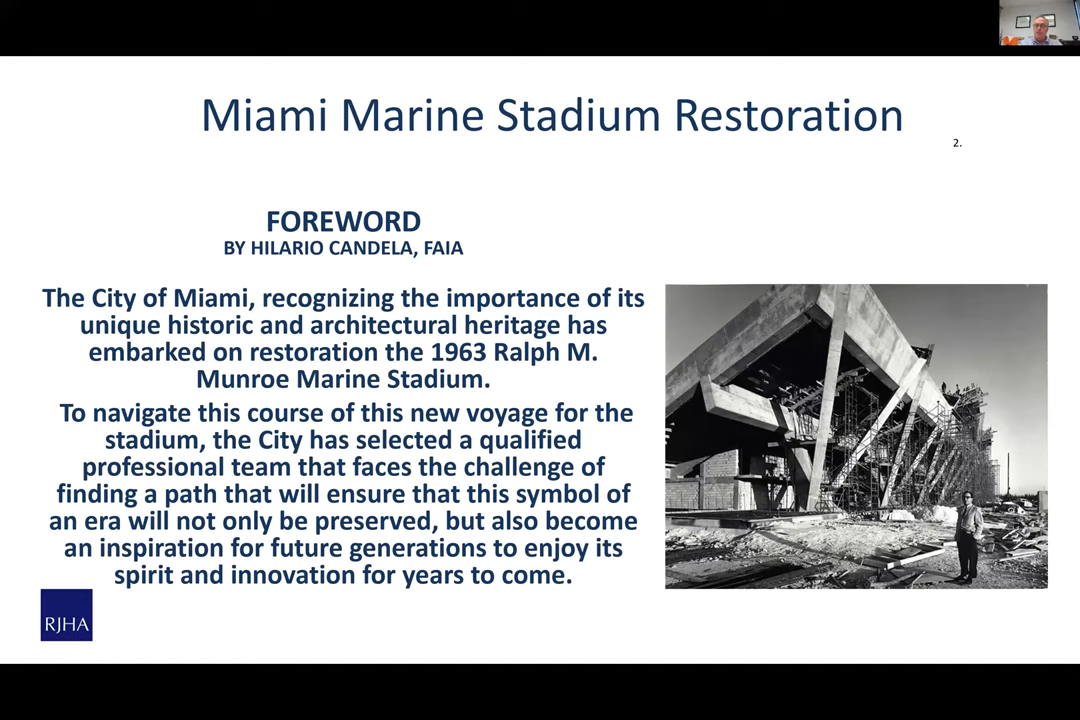 Miami Marine Stadium Restoration
2.
FOREWORD
BY HILARIO CANDELA, FAIA
The City of Miami, recognizing the importance of its
unique historic and architectural heritage has
embarked on restoration the 1963 Ralph M.
Munroe Marine Stadium.
To navigate this course of this new voyage for the
stadium, the City has selected a qualified
professional team that faces the challenge of
finding a path that will ensure that this symbol of
an era will not only be preserved, but also become
an inspiration for future generations to enjoy its
spirit and innovation for years to come.
RJHA